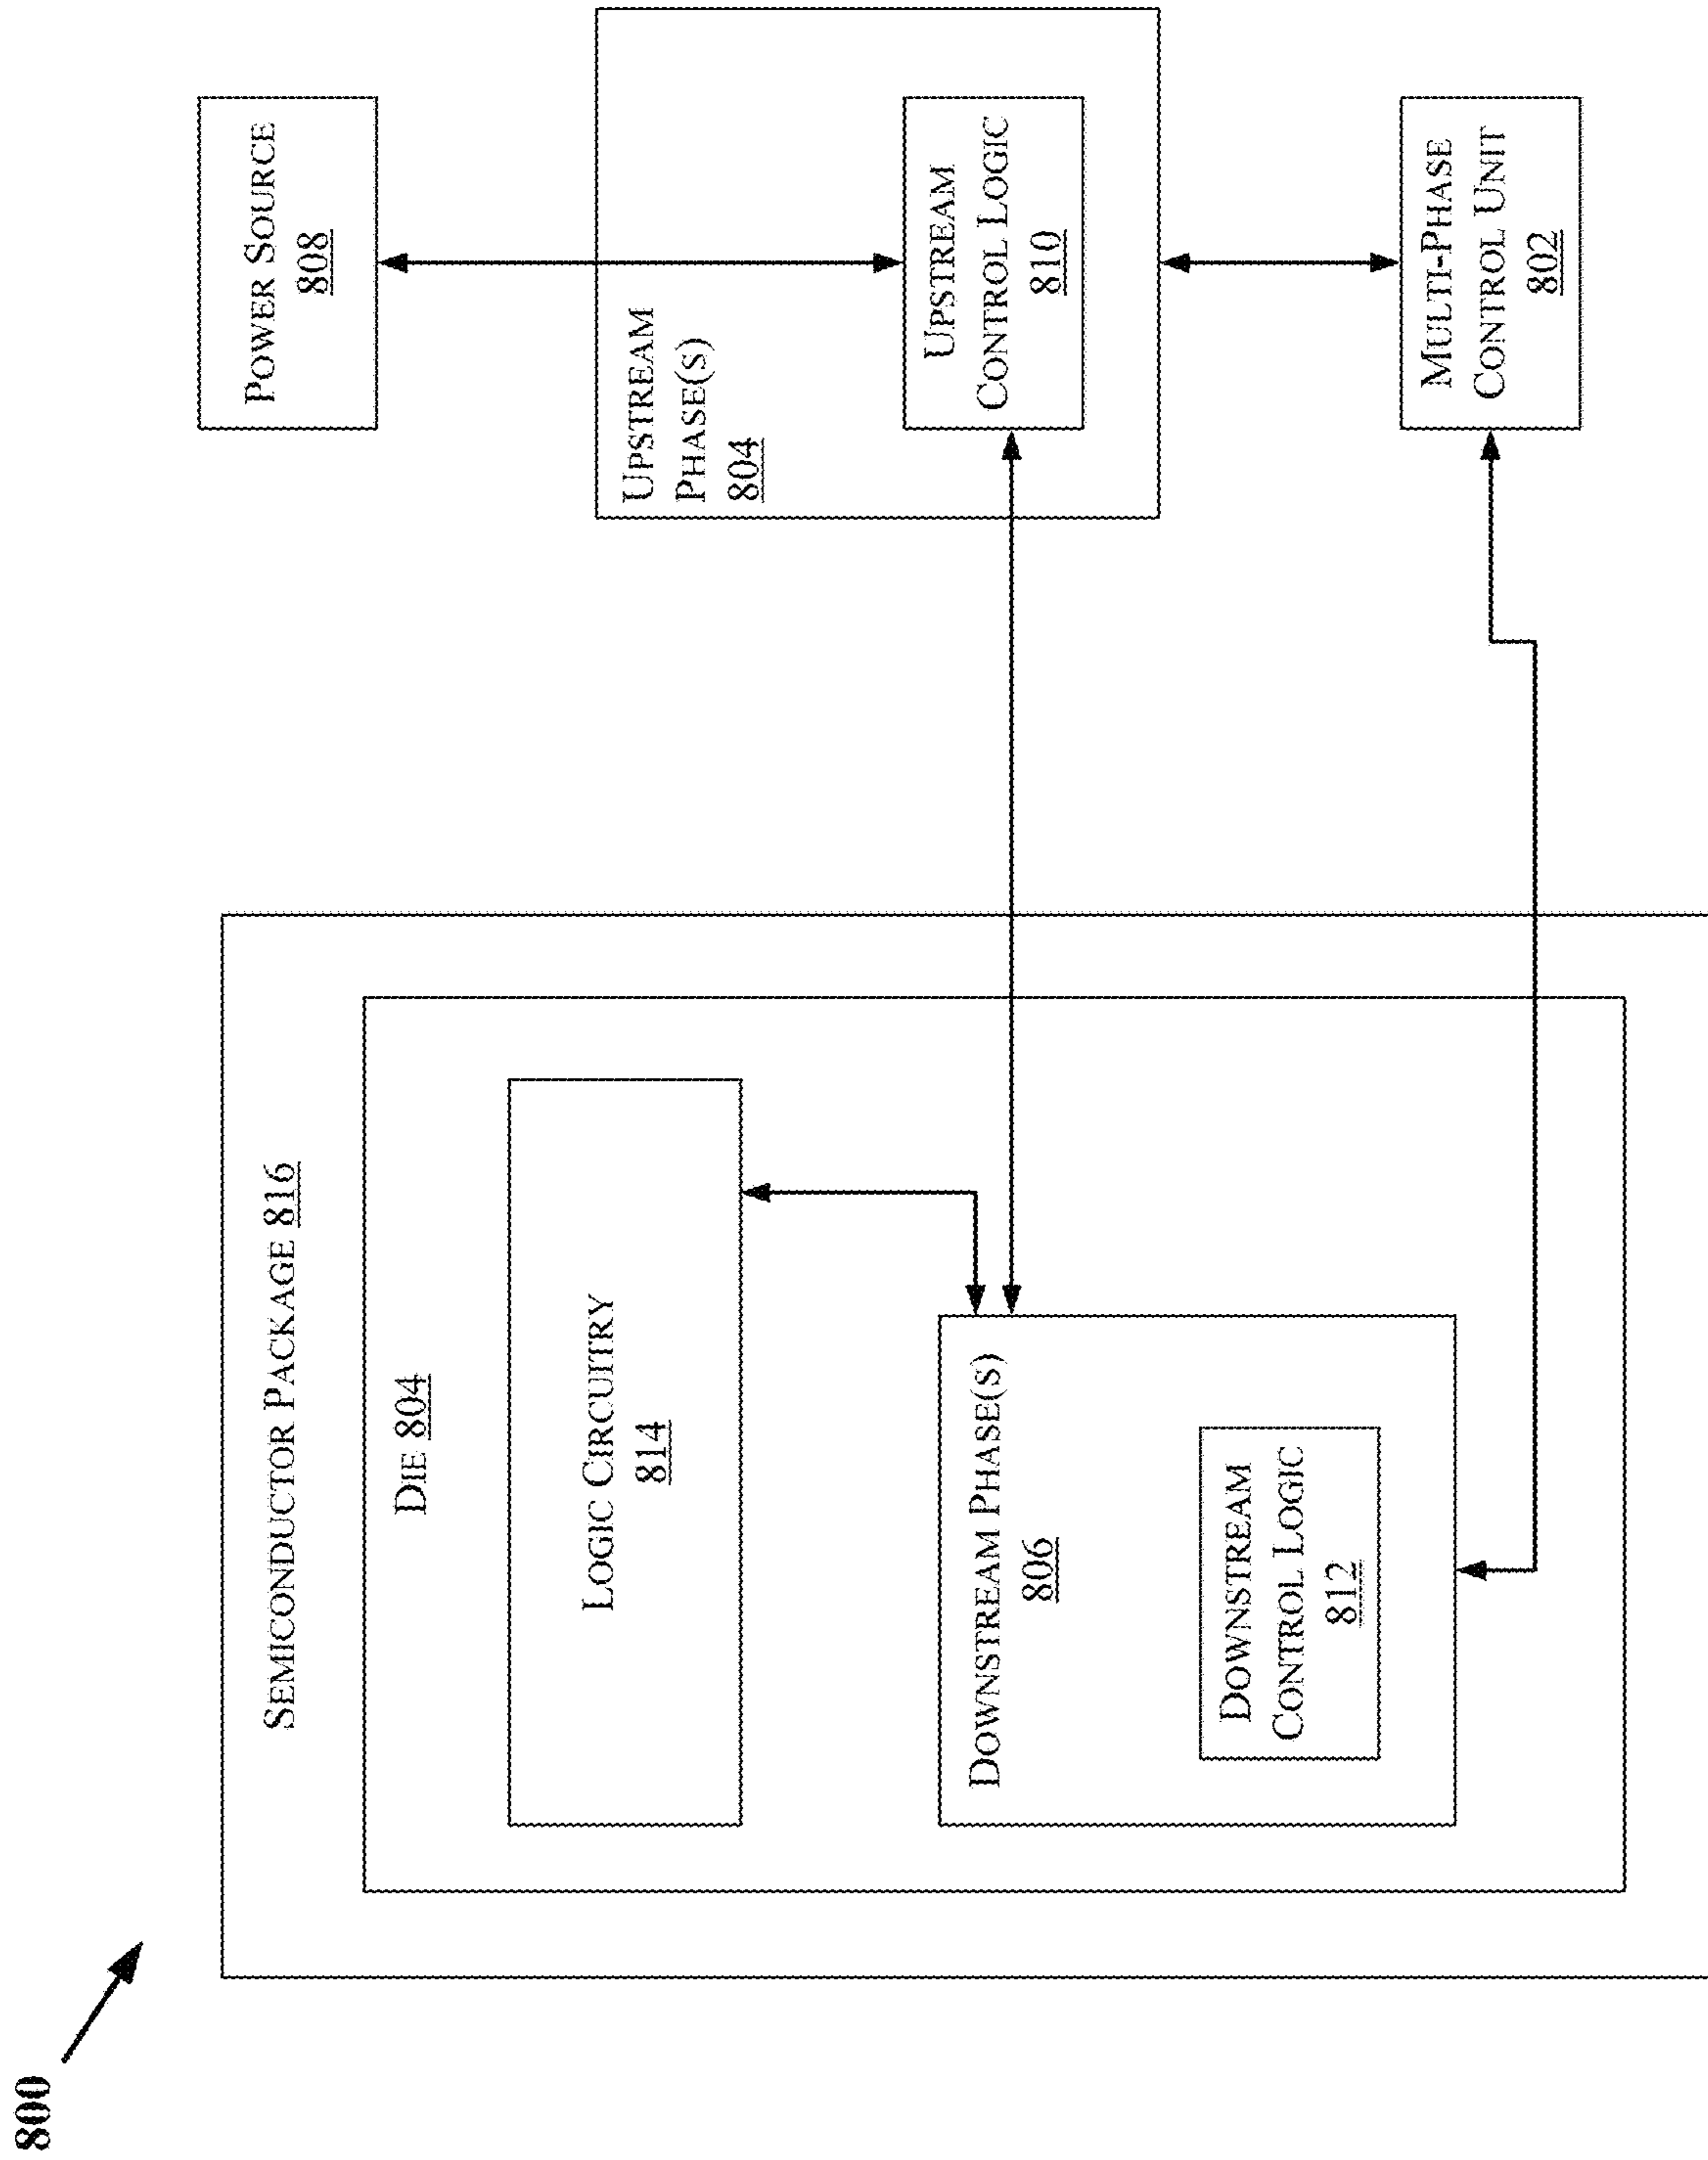 800
SEMICONDUCTOR PACKAGE 816
DIE 804
LOGIC CIRCUITRY
814
DOWNSTREAM PHASE(S)
806
DOWNSTREAM
CONTROL LOGIC
812
POWER SOURCE
808
UPSTREAM
PHASE(S)
804
UPSTREAM
CONTROL LOGIC
810
MULTI-PHASE
CONTROL UNIT
802